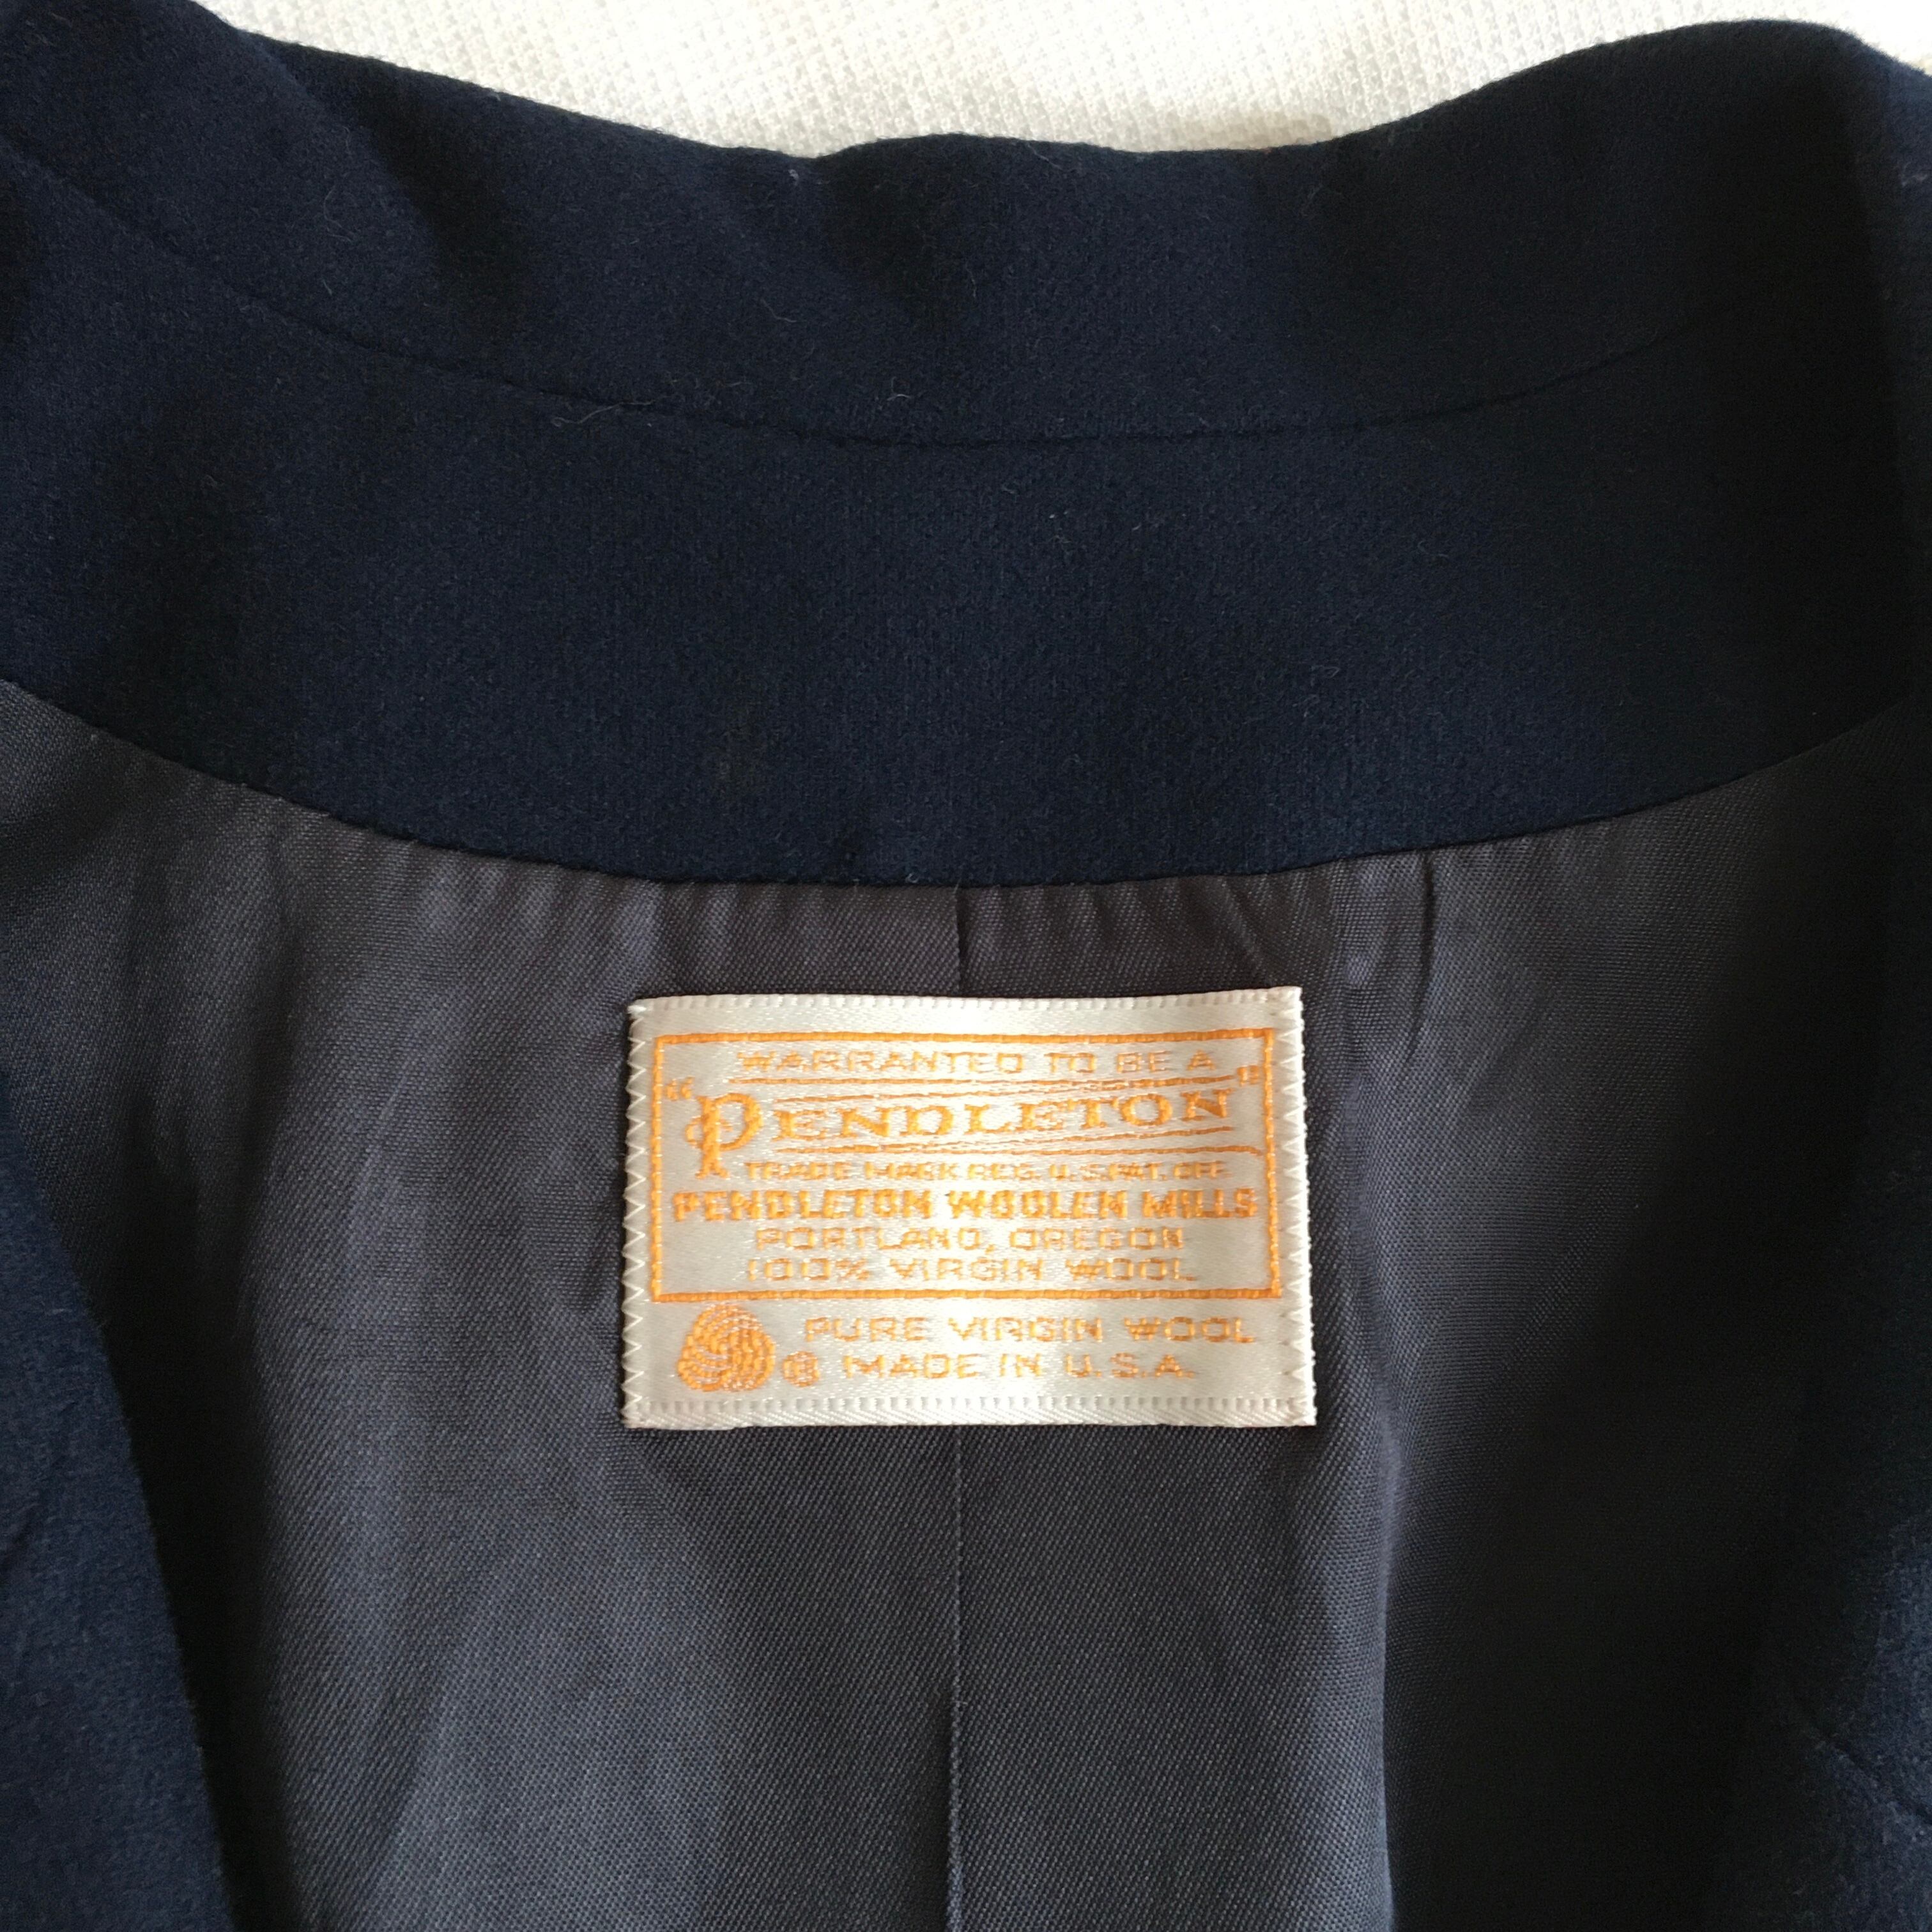 WARRANTED TO BE A
"PENDLETON"
TRADE MARK REG. U.S. PAT. OFF.
PENDLETON WOOLEN MILLS
PORTLAND, OREGON
100% VIRGIN WOOL
PURE VIRGIN WOOL
® MADE IN U.S.A.